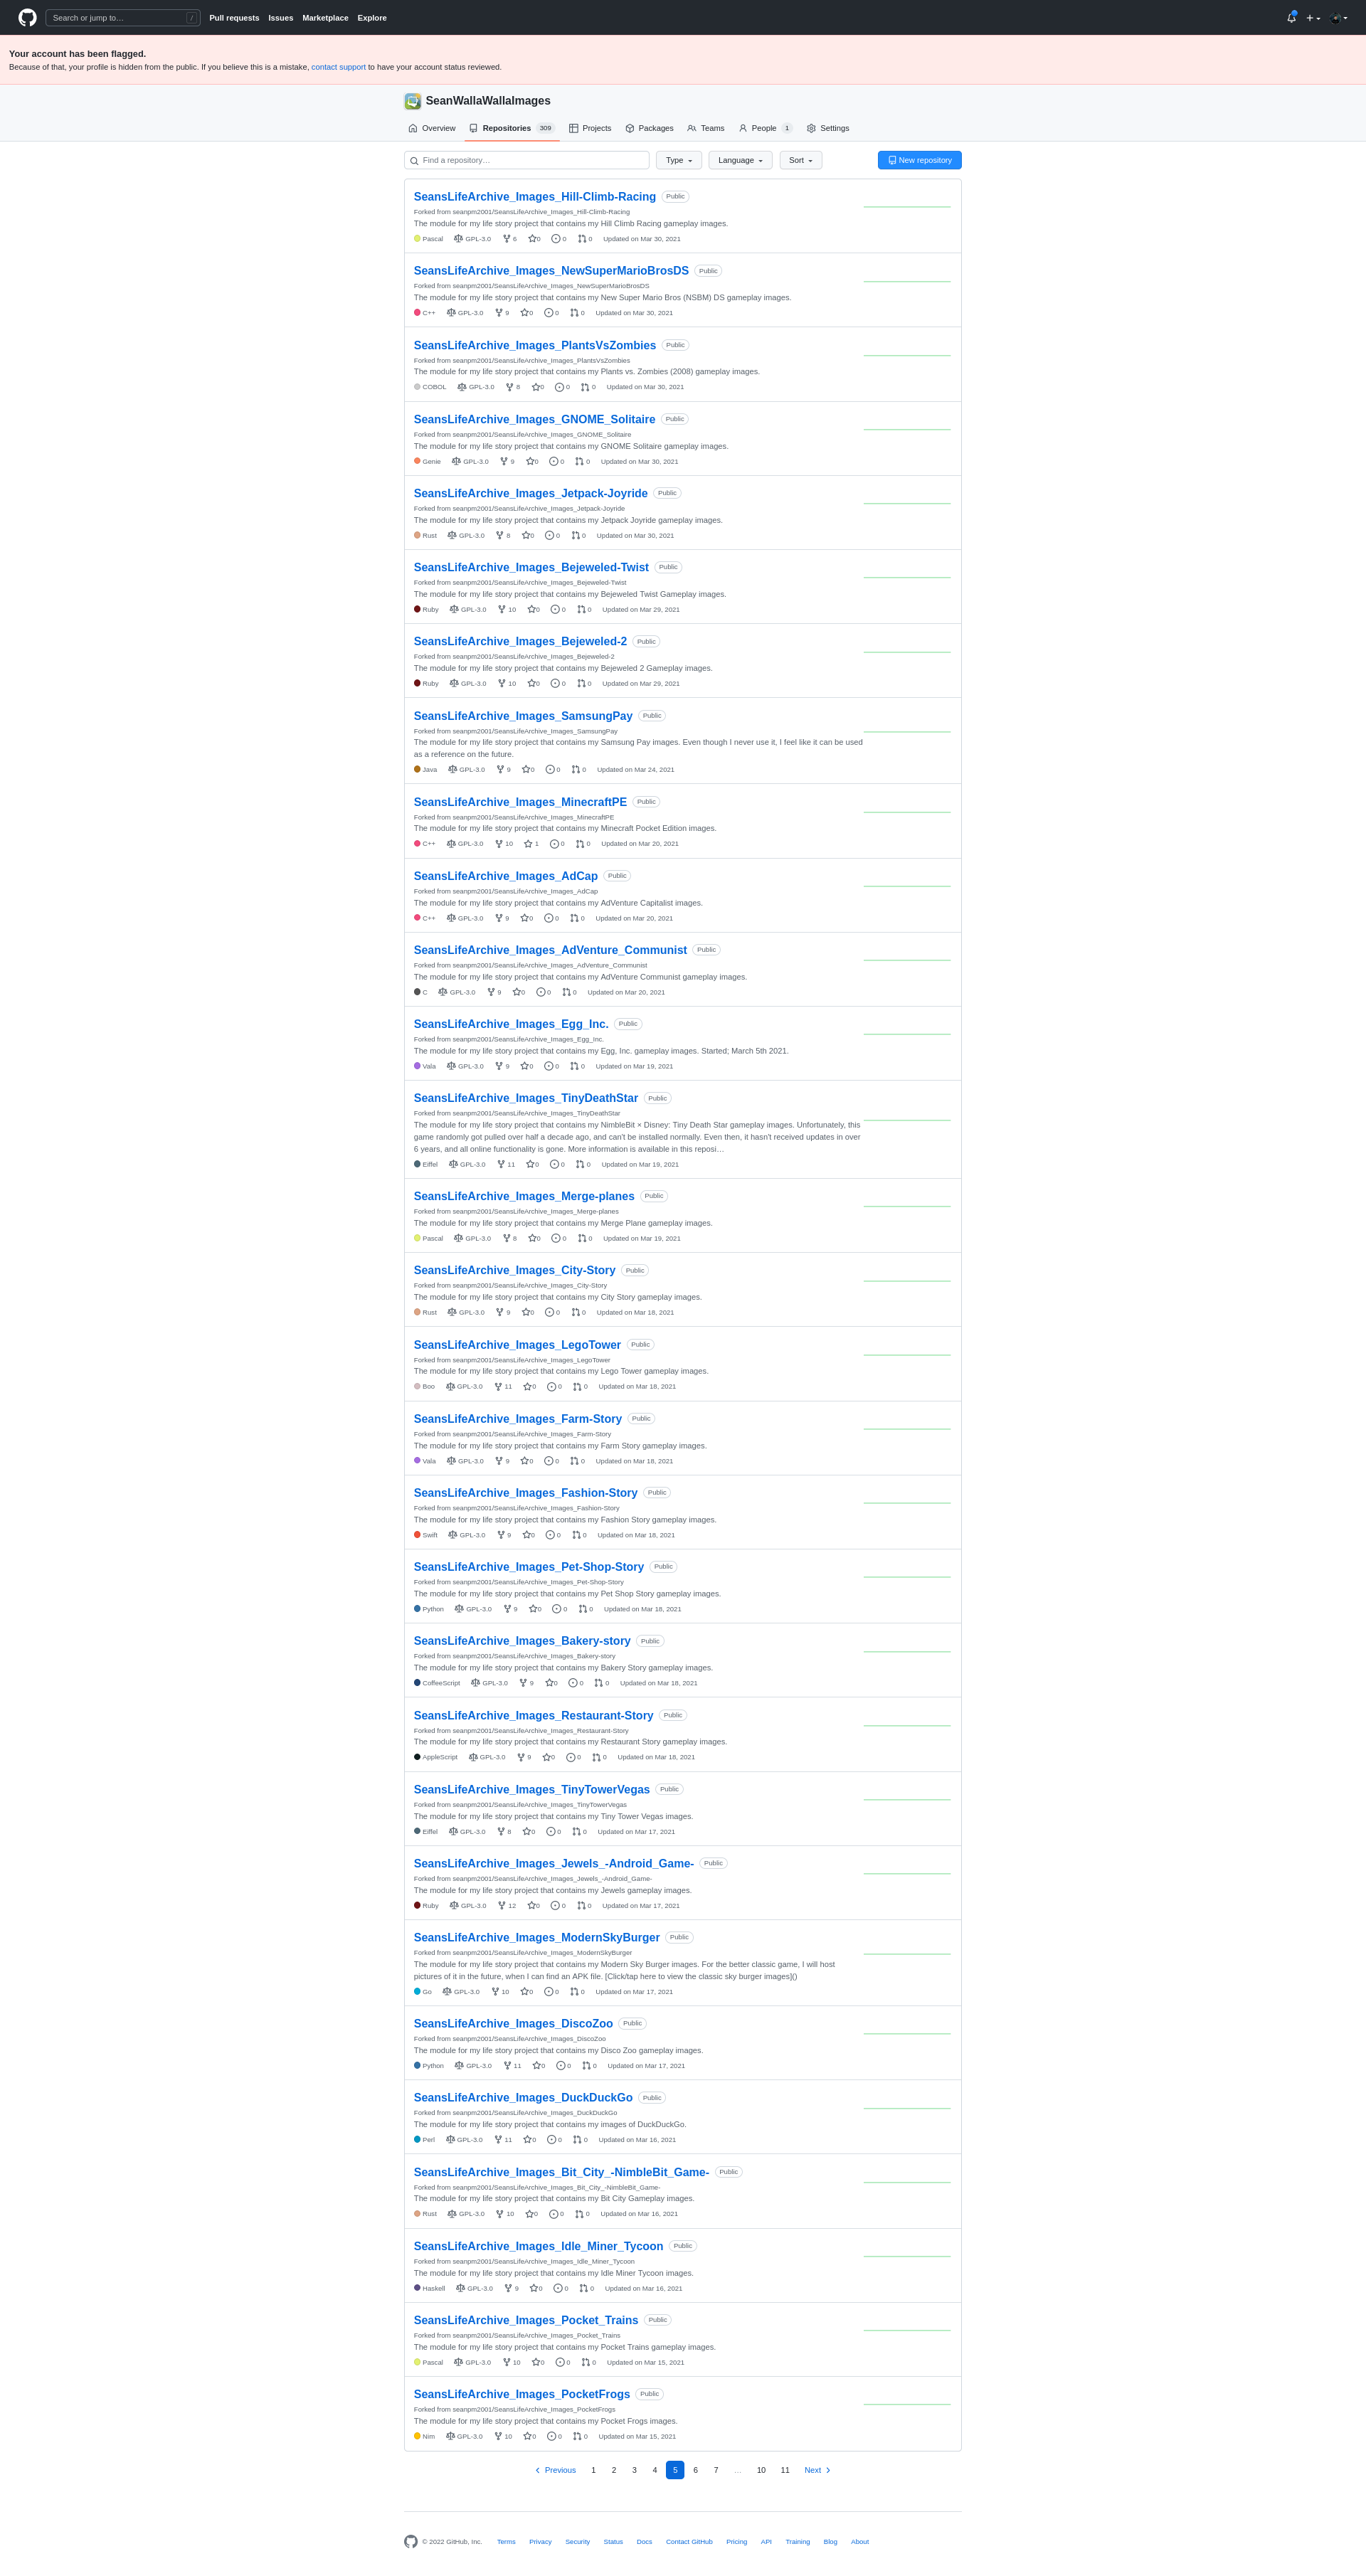 Search or jump to… /
Pull requests Issues Marketplace Explore
Your account has been flagged.
Because of that, your profile is hidden from the public. If you believe this is a mistake, contact support to have your account status reviewed.
SeanWallaWallaImages
Overview Repositories 309 Projects Packages Teams People 1 Settings
Find a repository… Type Language Sort New repository
SeansLifeArchive_Images_Hill-Climb-Racing Public
Forked from seanpm2001/SeansLifeArchive_Images_Hill-Climb-Racing
The module for my life story project that contains my Hill Climb Racing gameplay images.
Pascal GPL-3.0 6 0 0 0 Updated on Mar 30, 2021
SeansLifeArchive_Images_NewSuperMarioBrosDS Public
Forked from seanpm2001/SeansLifeArchive_Images_NewSuperMarioBrosDS
The module for my life story project that contains my New Super Mario Bros (NSBM) DS gameplay images.
C++ GPL-3.0 9 0 0 0 Updated on Mar 30, 2021
SeansLifeArchive_Images_PlantsVsZombies Public
Forked from seanpm2001/SeansLifeArchive_Images_PlantsVsZombies
The module for my life story project that contains my Plants vs. Zombies (2008) gameplay images.
COBOL GPL-3.0 8 0 0 0 Updated on Mar 30, 2021
SeansLifeArchive_Images_GNOME_Solitaire Public
Forked from seanpm2001/SeansLifeArchive_Images_GNOME_Solitaire
The module for my life story project that contains my GNOME Solitaire gameplay images.
Genie GPL-3.0 9 0 0 0 Updated on Mar 30, 2021
SeansLifeArchive_Images_Jetpack-Joyride Public
Forked from seanpm2001/SeansLifeArchive_Images_Jetpack-Joyride
The module for my life story project that contains my Jetpack Joyride gameplay images.
Rust GPL-3.0 8 0 0 0 Updated on Mar 30, 2021
SeansLifeArchive_Images_Bejeweled-Twist Public
Forked from seanpm2001/SeansLifeArchive_Images_Bejeweled-Twist
The module for my life story project that contains my Bejeweled Twist Gameplay images.
Ruby GPL-3.0 10 0 0 0 Updated on Mar 29, 2021
SeansLifeArchive_Images_Bejeweled-2 Public
Forked from seanpm2001/SeansLifeArchive_Images_Bejeweled-2
The module for my life story project that contains my Bejeweled 2 Gameplay images.
Ruby GPL-3.0 10 0 0 0 Updated on Mar 29, 2021
SeansLifeArchive_Images_SamsungPay Public
Forked from seanpm2001/SeansLifeArchive_Images_SamsungPay
The module for my life story project that contains my Samsung Pay images. Even though I never use it, I feel like it can be used
as a reference on the future.
Java GPL-3.0 9 0 0 0 Updated on Mar 24, 2021
SeansLifeArchive_Images_MinecraftPE Public
Forked from seanpm2001/SeansLifeArchive_Images_MinecraftPE
The module for my life story project that contains my Minecraft Pocket Edition images.
C++ GPL-3.0 10 1 0 0 Updated on Mar 20, 2021
SeansLifeArchive_Images_AdCap Public
Forked from seanpm2001/SeansLifeArchive_Images_AdCap
The module for my life story project that contains my AdVenture Capitalist images.
C++ GPL-3.0 9 0 0 0 Updated on Mar 20, 2021
SeansLifeArchive_Images_AdVenture_Communist Public
Forked from seanpm2001/SeansLifeArchive_Images_AdVenture_Communist
The module for my life story project that contains my AdVenture Communist gameplay images.
C GPL-3.0 9 0 0 0 Updated on Mar 20, 2021
SeansLifeArchive_Images_Egg_Inc. Public
Forked from seanpm2001/SeansLifeArchive_Images_Egg_Inc.
The module for my life story project that contains my Egg, Inc. gameplay images. Started; March 5th 2021.
Vala GPL-3.0 9 0 0 0 Updated on Mar 19, 2021
SeansLifeArchive_Images_TinyDeathStar Public
Forked from seanpm2001/SeansLifeArchive_Images_TinyDeathStar
The module for my life story project that contains my NimbleBit × Disney: Tiny Death Star gameplay images. Unfortunately, this
game randomly got pulled over half a decade ago, and can't be installed normally. Even then, it hasn't received updates in over
6 years, and all online functionality is gone. More information is available in this reposi…
Eiffel GPL-3.0 11 0 0 0 Updated on Mar 19, 2021
SeansLifeArchive_Images_Merge-planes Public
Forked from seanpm2001/SeansLifeArchive_Images_Merge-planes
The module for my life story project that contains my Merge Plane gameplay images.
Pascal GPL-3.0 8 0 0 0 Updated on Mar 19, 2021
SeansLifeArchive_Images_City-Story Public
Forked from seanpm2001/SeansLifeArchive_Images_City-Story
The module for my life story project that contains my City Story gameplay images.
Rust GPL-3.0 9 0 0 0 Updated on Mar 18, 2021
SeansLifeArchive_Images_LegoTower Public
Forked from seanpm2001/SeansLifeArchive_Images_LegoTower
The module for my life story project that contains my Lego Tower gameplay images.
Boo GPL-3.0 11 0 0 0 Updated on Mar 18, 2021
SeansLifeArchive_Images_Farm-Story Public
Forked from seanpm2001/SeansLifeArchive_Images_Farm-Story
The module for my life story project that contains my Farm Story gameplay images.
Vala GPL-3.0 9 0 0 0 Updated on Mar 18, 2021
SeansLifeArchive_Images_Fashion-Story Public
Forked from seanpm2001/SeansLifeArchive_Images_Fashion-Story
The module for my life story project that contains my Fashion Story gameplay images.
Swift GPL-3.0 9 0 0 0 Updated on Mar 18, 2021
SeansLifeArchive_Images_Pet-Shop-Story Public
Forked from seanpm2001/SeansLifeArchive_Images_Pet-Shop-Story
The module for my life story project that contains my Pet Shop Story gameplay images.
Python GPL-3.0 9 0 0 0 Updated on Mar 18, 2021
SeansLifeArchive_Images_Bakery-story Public
Forked from seanpm2001/SeansLifeArchive_Images_Bakery-story
The module for my life story project that contains my Bakery Story gameplay images.
CoffeeScript GPL-3.0 9 0 0 0 Updated on Mar 18, 2021
SeansLifeArchive_Images_Restaurant-Story Public
Forked from seanpm2001/SeansLifeArchive_Images_Restaurant-Story
The module for my life story project that contains my Restaurant Story gameplay images.
AppleScript GPL-3.0 9 0 0 0 Updated on Mar 18, 2021
SeansLifeArchive_Images_TinyTowerVegas Public
Forked from seanpm2001/SeansLifeArchive_Images_TinyTowerVegas
The module for my life story project that contains my Tiny Tower Vegas images.
Eiffel GPL-3.0 8 0 0 0 Updated on Mar 17, 2021
SeansLifeArchive_Images_Jewels_-Android_Game- Public
Forked from seanpm2001/SeansLifeArchive_Images_Jewels_-Android_Game-
The module for my life story project that contains my Jewels gameplay images.
Ruby GPL-3.0 12 0 0 0 Updated on Mar 17, 2021
SeansLifeArchive_Images_ModernSkyBurger Public
Forked from seanpm2001/SeansLifeArchive_Images_ModernSkyBurger
The module for my life story project that contains my Modern Sky Burger images. For the better classic game, I will host
pictures of it in the future, when I can find an APK file. [Click/tap here to view the classic sky burger images]()
Go GPL-3.0 10 0 0 0 Updated on Mar 17, 2021
SeansLifeArchive_Images_DiscoZoo Public
Forked from seanpm2001/SeansLifeArchive_Images_DiscoZoo
The module for my life story project that contains my Disco Zoo gameplay images.
Python GPL-3.0 11 0 0 0 Updated on Mar 17, 2021
SeansLifeArchive_Images_DuckDuckGo Public
Forked from seanpm2001/SeansLifeArchive_Images_DuckDuckGo
The module for my life story project that contains my images of DuckDuckGo.
Perl GPL-3.0 11 0 0 0 Updated on Mar 16, 2021
SeansLifeArchive_Images_Bit_City_-NimbleBit_Game- Public
Forked from seanpm2001/SeansLifeArchive_Images_Bit_City_-NimbleBit_Game-
The module for my life story project that contains my Bit City Gameplay images.
Rust GPL-3.0 10 0 0 0 Updated on Mar 16, 2021
SeansLifeArchive_Images_Idle_Miner_Tycoon Public
Forked from seanpm2001/SeansLifeArchive_Images_Idle_Miner_Tycoon
The module for my life story project that contains my Idle Miner Tycoon images.
Haskell GPL-3.0 9 0 0 0 Updated on Mar 16, 2021
SeansLifeArchive_Images_Pocket_Trains Public
Forked from seanpm2001/SeansLifeArchive_Images_Pocket_Trains
The module for my life story project that contains my Pocket Trains gameplay images.
Pascal GPL-3.0 10 0 0 0 Updated on Mar 15, 2021
SeansLifeArchive_Images_PocketFrogs Public
Forked from seanpm2001/SeansLifeArchive_Images_PocketFrogs
The module for my life story project that contains my Pocket Frogs images.
Nim GPL-3.0 10 0 0 0 Updated on Mar 15, 2021
Previous 1 2 3 4 5 6 7 … 10 11 Next
© 2022 GitHub, Inc. Terms Privacy Security Status Docs Contact GitHub Pricing API Training Blog About